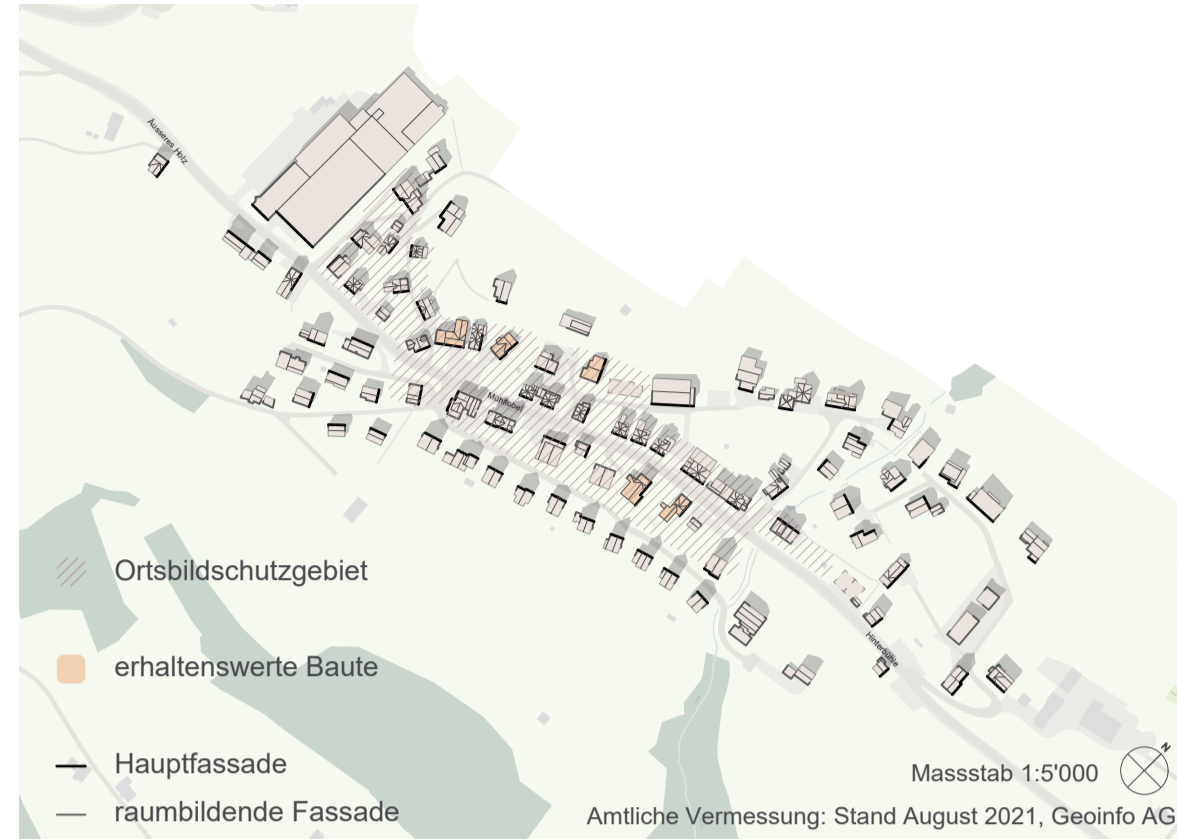 Äusseres Holz
Mühltobel
Hinterbühle
Ortsbildschutzgebiet
erhaltenswerte Baute
Hauptfassade
raumbildende Fassade
Massstab 1:5'000
N
Amtliche Vermessung: Stand August 2021, Geoinfo AG